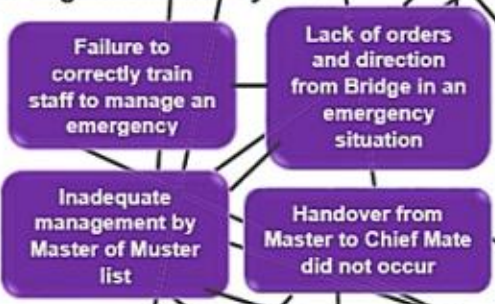 Failure to
correctly train
staff to manage an
emergency
Lack of orders
and direction
from Bridge in an
emergency
situation
Inadequate
management by
Master of Muster
list
Handover from
Master to Chief Mate
did not occur